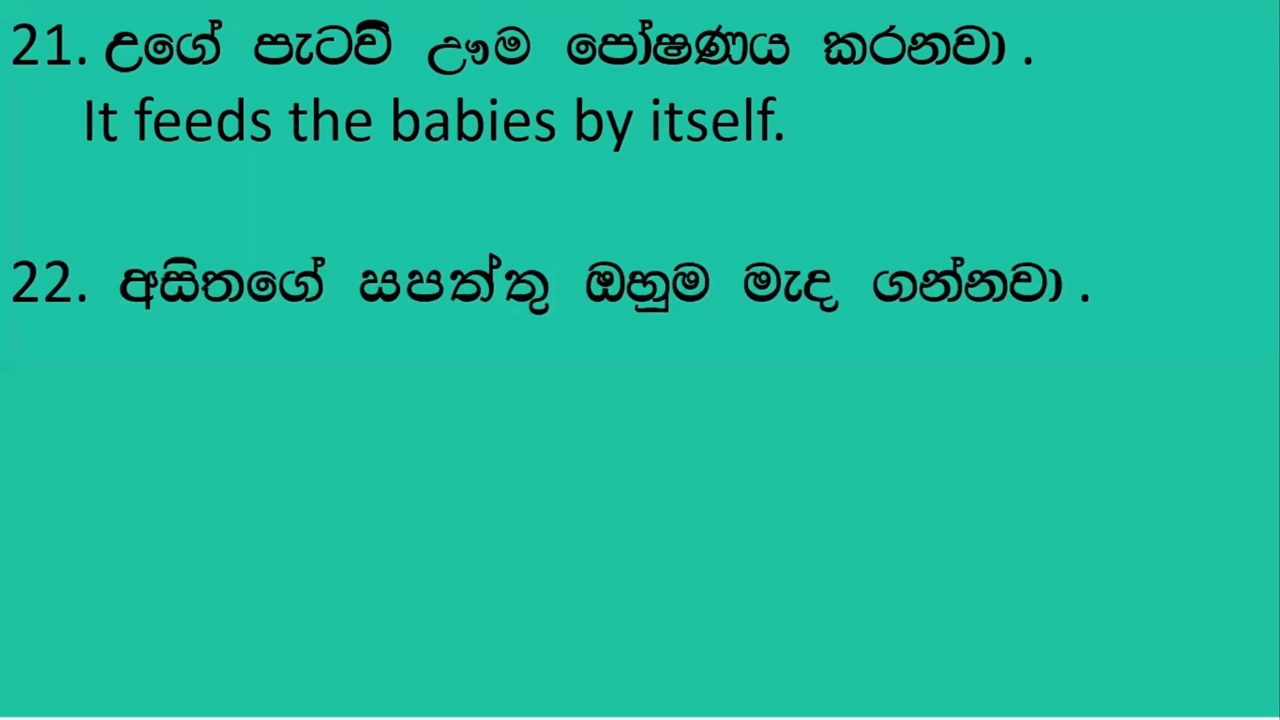 21. උගේ පැටව් ඌම පෝෂණය කරනවා .
It feeds the babies by itself.
22. අසිතගේ සපත්තු ඔහුම මැද ගන්නවා .